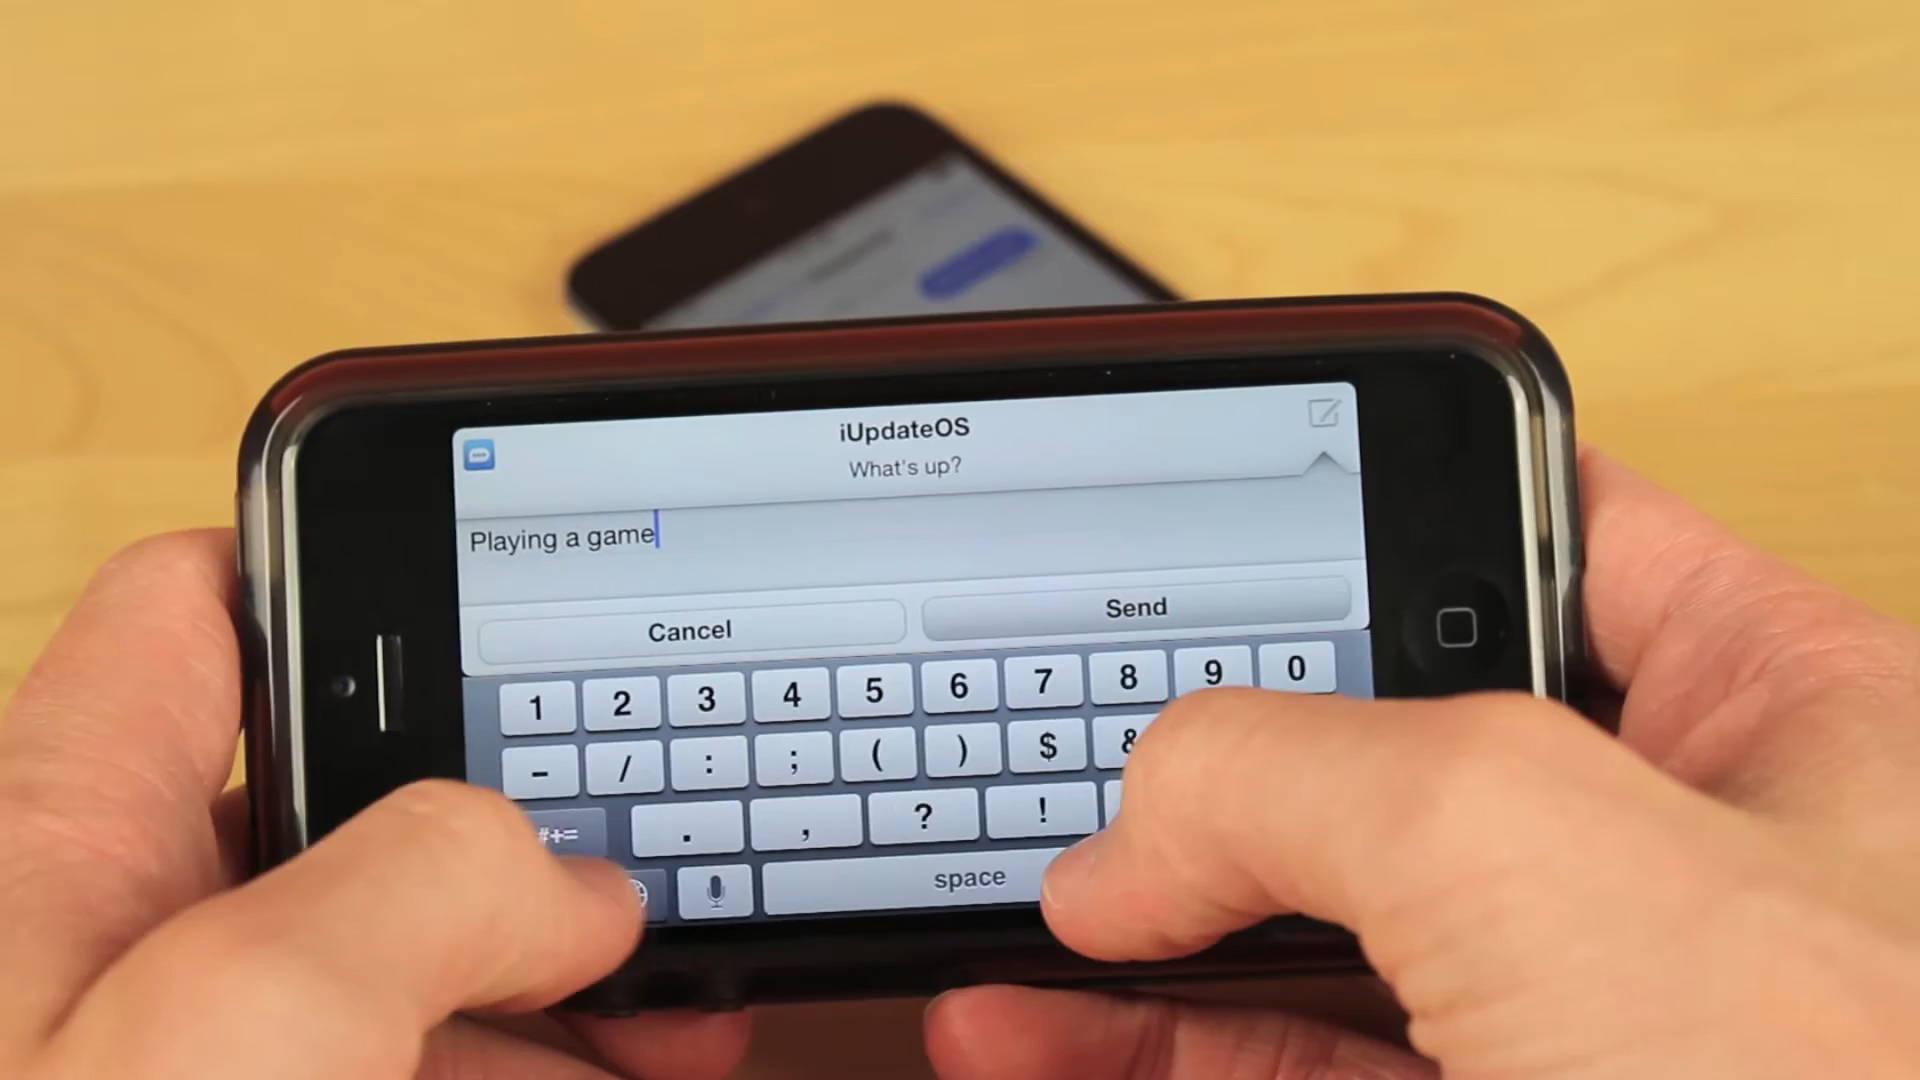 iUpdateOS
What's up?
Playing a game
Cancel
Send
1 2 3 4 5 6 7 8 9 0
- / : ; ( ) $ &
#+= . , ? !
space